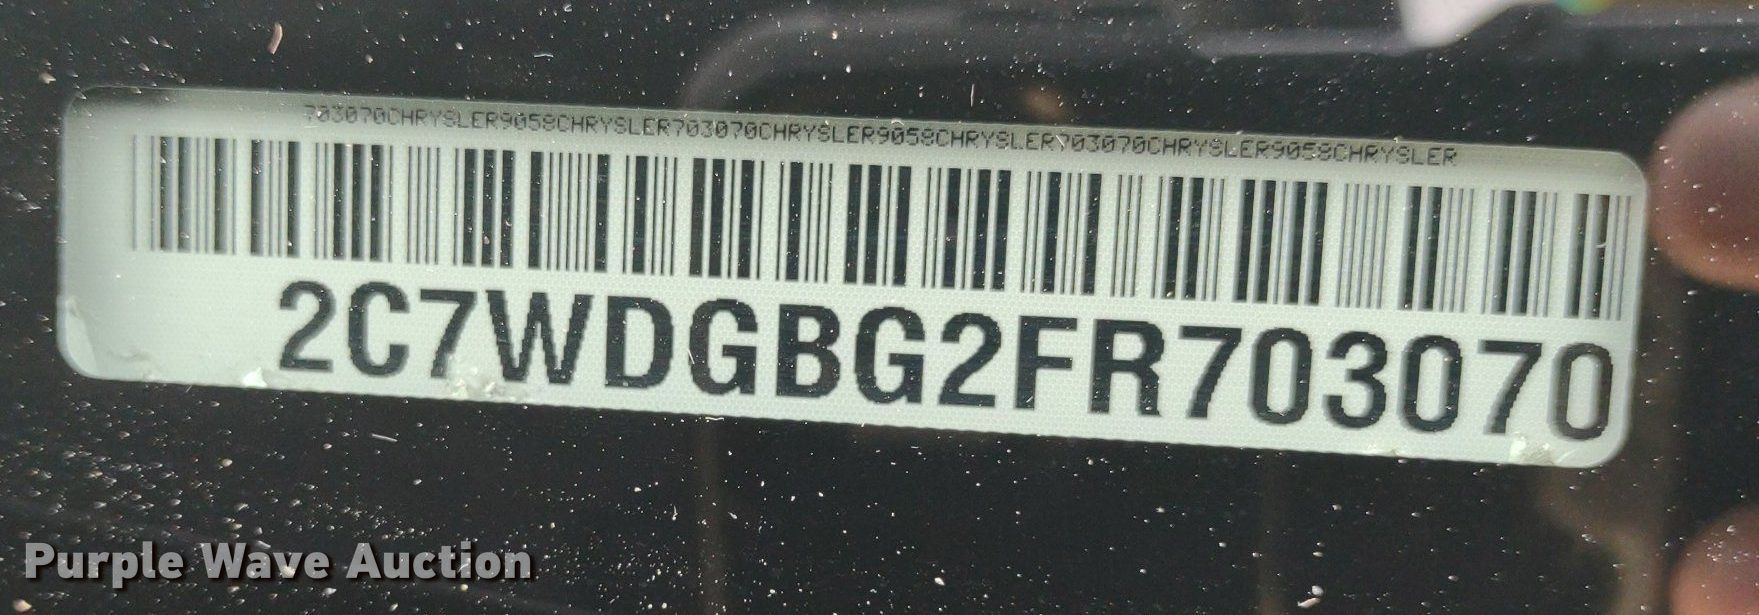 703070CHRYSLER9058CHRYSLER703070CHRYSLER9058CHRYSLER703070CHRYSLER9058CHRYSLER
2C7WDGBG2FR703070
Purple Wave Auction